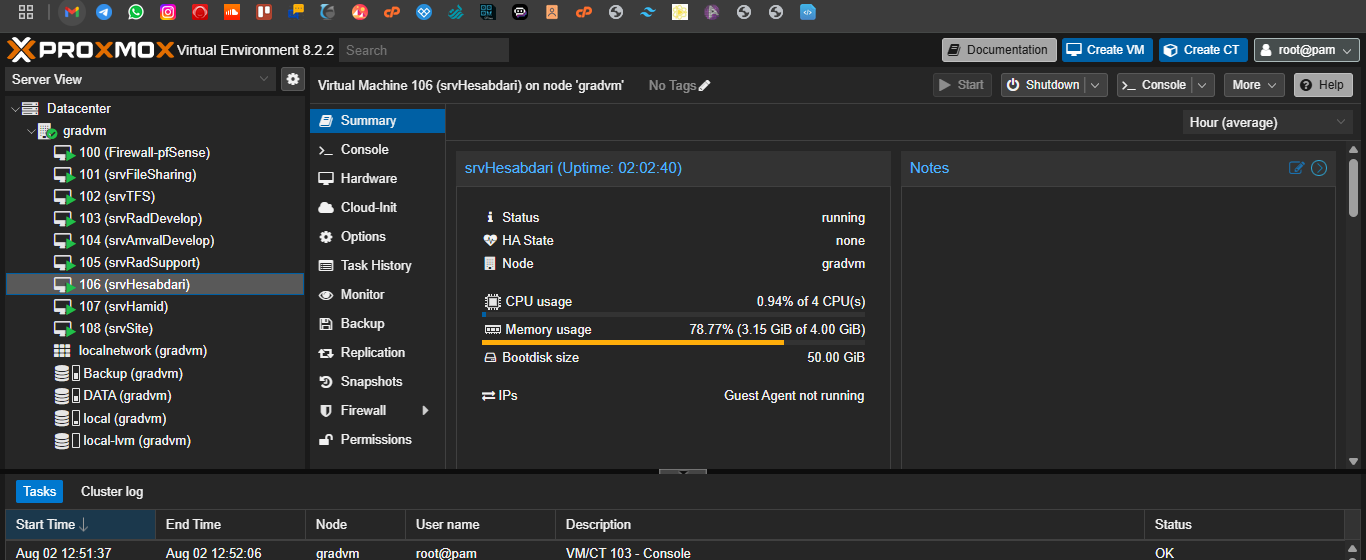 PROXMOX Virtual Environment 8.2.2 Search Documentation Create VM Create CT root@pam
Server View
Virtual Machine 106 (srvHesabdari) on node 'gradvm' No Tags Start Shutdown Console More Help
Datacenter
gradvm
100 (Firewall-pfSense)
101 (srvFileSharing)
102 (srvTFS)
103 (srvRadDevelop)
104 (srvAmvalDevelop)
105 (srvRadSupport)
106 (srvHesabdari)
107 (srvHamid)
108 (srvSite)
localnetwork (gradvm)
Backup (gradvm)
DATA (gradvm)
local (gradvm)
local-lvm (gradvm)
Summary
Console
Hardware
Cloud-Init
Options
Task History
Monitor
Backup
Replication
Snapshots
Firewall
Permissions
Hour (average)
srvHesabdari (Uptime: 02:02:40)
Status running
HA State none
Node gradvm
CPU usage 0.94% of 4 CPU(s)
Memory usage 78.77% (3.15 GiB of 4.00 GiB)
Bootdisk size 50.00 GiB
IPs Guest Agent not running
Notes
Tasks Cluster log
Start Time End Time Node User name Description Status
Aug 02 12:51:37 Aug 02 12:52:06 gradvm root@pam VM/CT 103 - Console OK